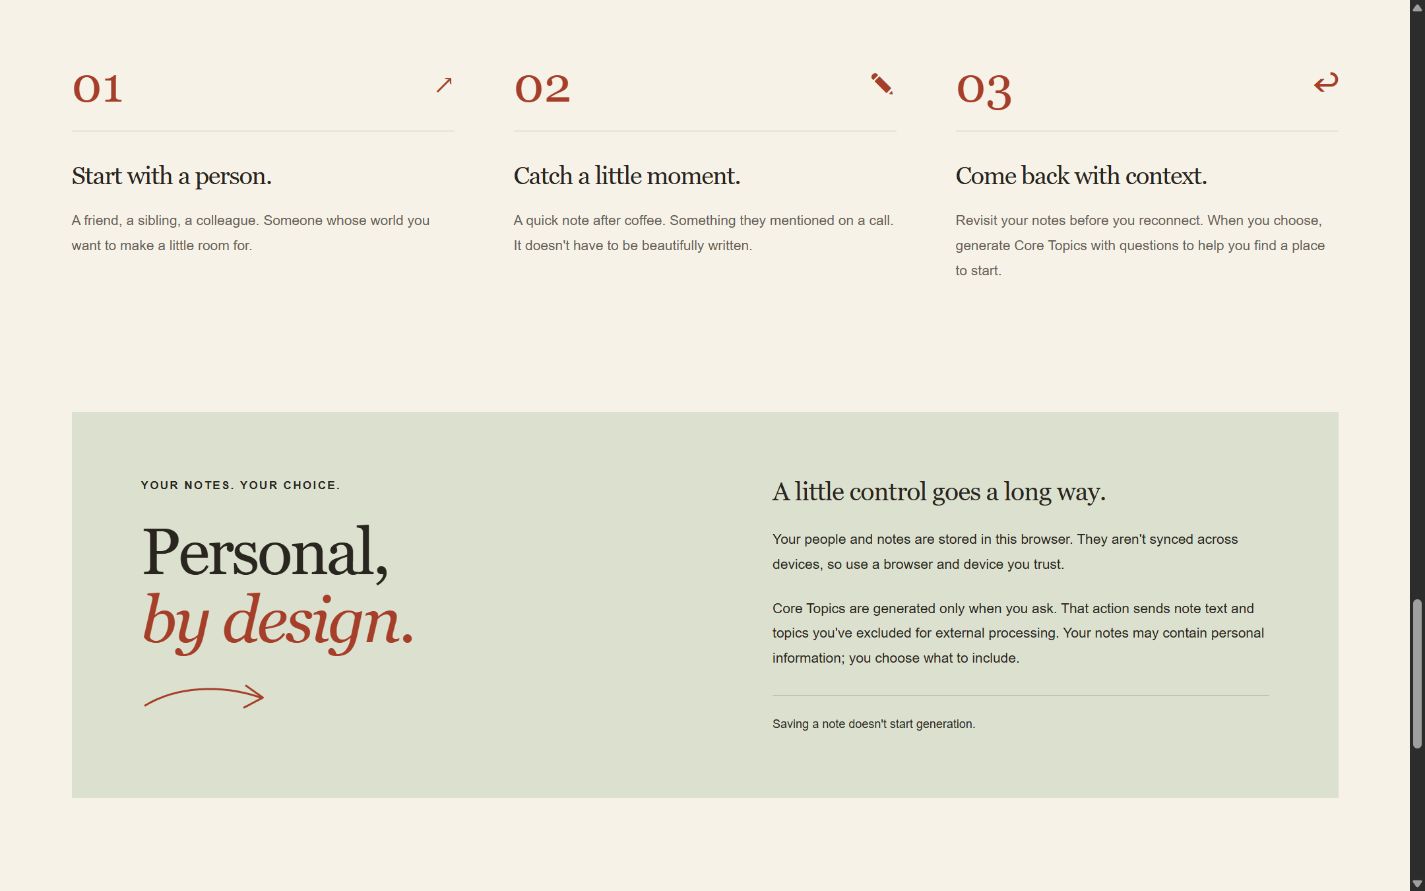 01
02
03
Start with a person.
A friend, a sibling, a colleague. Someone whose world you
want to make a little room for.
Catch a little moment.
A quick note after coffee. Something they mentioned on a call.
It doesn't have to be beautifully written.
Come back with context.
Revisit your notes before you reconnect. When you choose,
generate Core Topics with questions to help you find a place
to start.
YOUR NOTES. YOUR CHOICE.
Personal,
by design.
A little control goes a long way.
Your people and notes are stored in this browser. They aren't synced across
devices, so use a browser and device you trust.
Core Topics are generated only when you ask. That action sends note text and
topics you've excluded for external processing. Your notes may contain personal
information; you choose what to include.
Saving a note doesn't start generation.